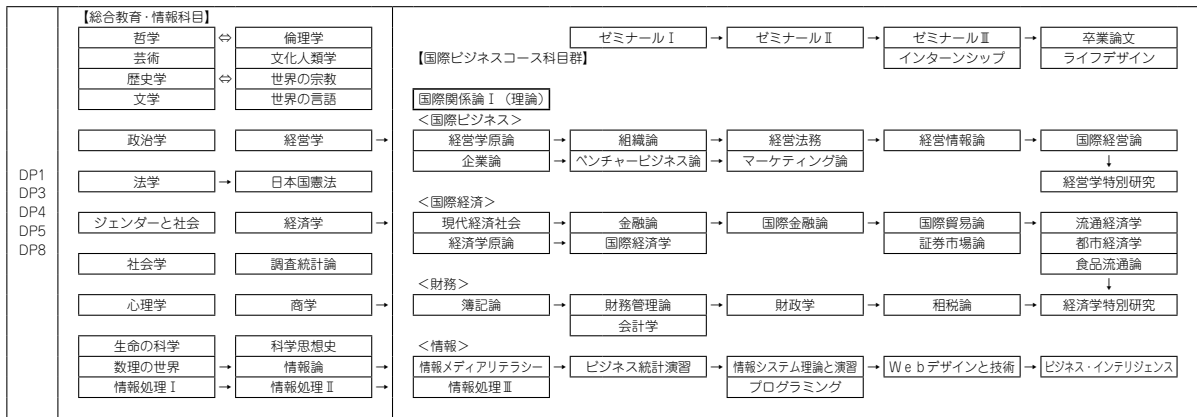 【総合教育・情報科目】
哲学 ⇔ 倫理学 ゼミナールⅠ → ゼミナールⅡ → ゼミナールⅢ → 卒業論文
芸術 文化人類学 【国際ビジネスコース科目群】 インターンシップ ライフデザイン
歴史学 ⇔ 世界の宗教
文学 世界の言語 国際関係論Ⅰ（理論）
＜国際ビジネス＞
政治学 経営学 → 経営学原論 → 組織論 → 経営法務 → 経営情報論 → 国際経営論
企業論 → ベンチャービジネス論 → マーケティング論 ↓
DP1 法学 → 日本国憲法 経営学特別研究
DP3
＜国際経済＞
DP4 ジェンダーと社会 経済学 → 現代経済社会 → 金融論 → 国際金融論 → 国際貿易論 → 流通経済学
DP5 経済学原論 → 国際経済学 証券市場論 都市経済学
DP8 社会学 調査統計論 食品流通論
＜財務＞ ↓
心理学 商学 → 簿記論 → 財務管理論 → 財政学 → 租税論 → 経済学特別研究
会計学
生命の科学 科学思想史 ＜情報＞
数理の世界 → 情報論 → 情報メディアリテラシー → ビジネス統計演習 → 情報システム理論と演習 → Ｗｅｂデザインと技術 → ビジネス・インテリジェンス
情報処理Ⅰ → 情報処理Ⅱ → 情報処理Ⅲ プログラミング